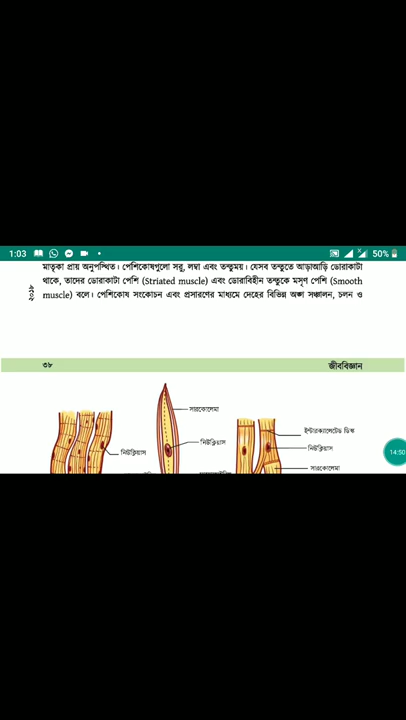 1:03
50%
মাতৃকা প্রায় অনুপস্থিত। পেশিকোষগুলো সরু, লম্বা এবং তন্তুময়। যেসব তন্তুতে আড়াআড়ি ডোরাকাটা
থাকে, তাদের ডোরাকাটা পেশি (Striated muscle) এবং ডোরাবিহীন তন্তুকে মসৃণ পেশি (Smooth
muscle) বলে। পেশিকোষ সংকোচন এবং প্রসারণের মাধ্যমে দেহের বিভিন্ন অঙ্গ সঞ্চালন, চলন ও
২০১৮
৩৮
জীববিজ্ঞান
সারকোলেমা
নিউক্লিয়াস
নিউক্লিয়াস
ইন্টারক্যালেটেড ডিস্ক
নিউক্লিয়াস
সারকোলেমা
14:50